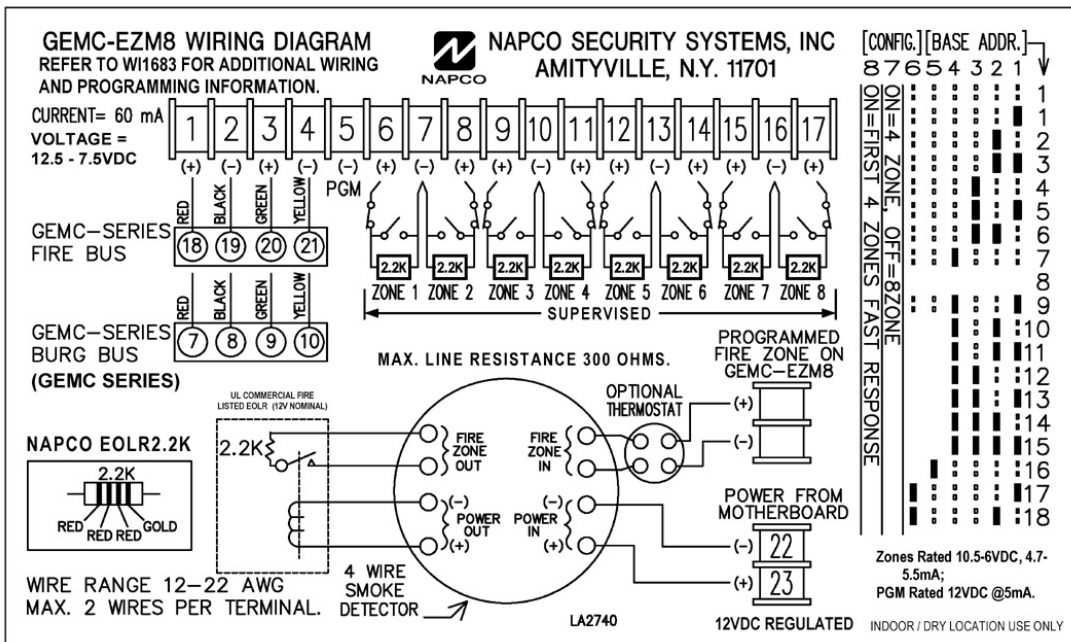 GEMC-EZM8 WIRING DIAGRAM
REFER TO WI1683 FOR ADDITIONAL WIRING
AND PROGRAMMING INFORMATION.
NAPCO
NAPCO SECURITY SYSTEMS, INC
AMITYVILLE, N.Y. 11701
[CONFIG.] [BASE ADDR.]
8 7 6 5 4 3 2 1
CURRENT= 60 mA
VOLTAGE =
12.5 - 7.5VDC
1 2 3 4 5 6 7 8 9 10 11 12 13 14 15 16 17
(+) (−) (+) (−) (−) (+) (−) (+) (+) (−) (+) (+) (−) (+) (+) (−) (+)
PGM
RED BLACK GREEN YELLOW
GEMC-SERIES
FIRE BUS
18 19 20 21
2.2K 2.2K 2.2K 2.2K 2.2K 2.2K 2.2K 2.2K
ZONE 1 ZONE 2 ZONE 3 ZONE 4 ZONE 5 ZONE 6 ZONE 7 ZONE 8
SUPERVISED
RED BLACK GREEN YELLOW
GEMC-SERIES
BURG BUS
(GEMC SERIES)
7 8 9 10
MAX. LINE RESISTANCE 300 OHMS.
PROGRAMMED
FIRE ZONE ON
GEMC-EZM8
(+)
(−)
OPTIONAL
THERMOSTAT
UL COMMERCIAL FIRE
LISTED EOLR (12V NOMINAL)
2.2K
FIRE
ZONE
OUT
FIRE
ZONE
IN
(−)
(+)
POWER
OUT
POWER
IN
(−)
(+)
NAPCO EOLR2.2K
2.2K
RED
RED RED
GOLD
POWER FROM
MOTHERBOARD
(−) 22
(+) 23
12VDC REGULATED
WIRE RANGE 12-22 AWG
MAX. 2 WIRES PER TERMINAL.
4 WIRE
SMOKE
DETECTOR
LA2740
ON=FIRST 4 ZONES FAST RESPONSE
ON=4 ZONE, OFF=8ZONE
1
1
2
3
4
5
6
7
8
9
10
11
12
13
14
15
16
17
18
Zones Rated 10.5-6VDC, 4.7-
5.5mA;
PGM Rated 12VDC @5mA.
INDOOR / DRY LOCATION USE ONLY